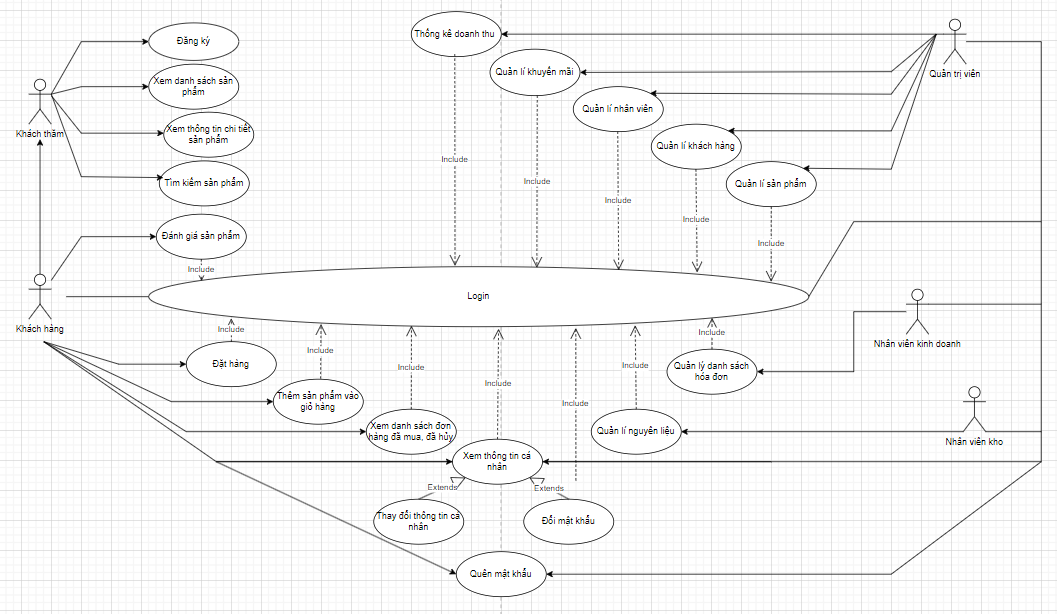 Thống kê doanh thu
Đăng ký
Quản lí khuyến mãi
Quản trị viên
Xem danh sách sản
phẩm
Quản lí nhân viên
Khách thăm
Xem thông tin chi tiết
sản phẩm
Quản lí khách hàng
Include
Tìm kiếm sản phẩm
Include
Quản lí sản phẩm
Include
Include
Đánh giá sản phẩm
Include
Include
Login
Khách hàng
Include
Include
Nhân viên kinh doanh
Include
Đặt hàng
Include
Include
Quản lý danh sách
hóa đơn
Include
Thêm sản phẩm vào
giỏ hàng
Include
Xem danh sách đơn
hàng đã mua, đã hủy
Quản lí nguyên liệu
Nhân viên kho
Xem thông tin cá
nhân
Extends
Extends
Thay đổi thông tin cá
nhân
Đổi mật khẩu
Quên mật khẩu